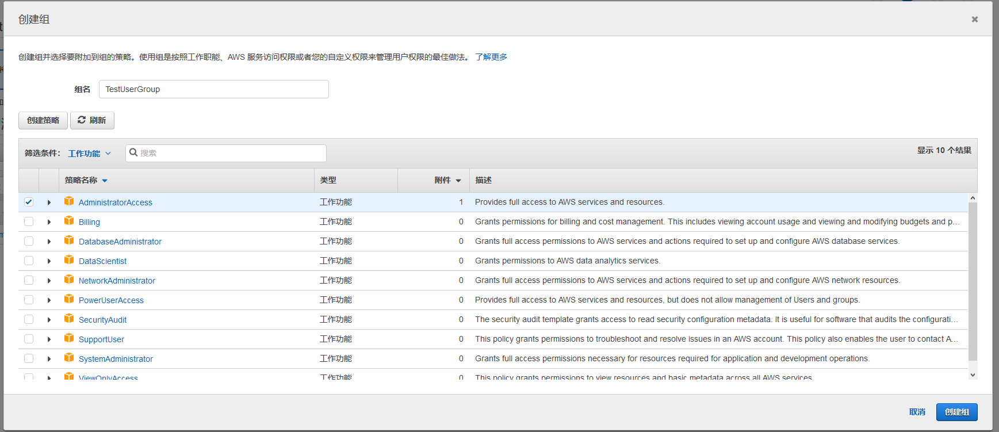 创建组
创建组并选择要附加到组的策略。使用组是按照工作职能、AWS 服务访问权限或者您的自定义权限来管理用户权限的最佳做法。 了解更多
组名 TestUserGroup
创建策略 刷新
筛选条件: 工作功能 搜索 显示 10 个结果
策略名称 类型 附件 描述
AdministratorAccess 工作功能 1 Provides full access to AWS services and resources.
Billing 工作功能 0 Grants permissions for billing and cost management. This includes viewing account usage and viewing and modifying budgets and p...
DatabaseAdministrator 工作功能 0 Grants full access permissions to AWS services and actions required to set up and configure AWS database services.
DataScientist 工作功能 0 Grants permissions to AWS data analytics services.
NetworkAdministrator 工作功能 0 Grants full access permissions to AWS services and actions required to set up and configure AWS network resources.
PowerUserAccess 工作功能 0 Provides full access to AWS services and resources, but does not allow management of Users and groups.
SecurityAudit 工作功能 0 The security audit template grants access to read security configuration metadata. It is useful for software that audits the configurati...
SupportUser 工作功能 0 This policy grants permissions to troubleshoot and resolve issues in an AWS account. This policy also enables the user to contact A...
SystemAdministrator 工作功能 0 Grants full access permissions necessary for resources required for application and development operations.
ViewOnlyAccess 工作功能 0 This policy grants permissions to view resources and basic metadata across all AWS services
取消 创建组